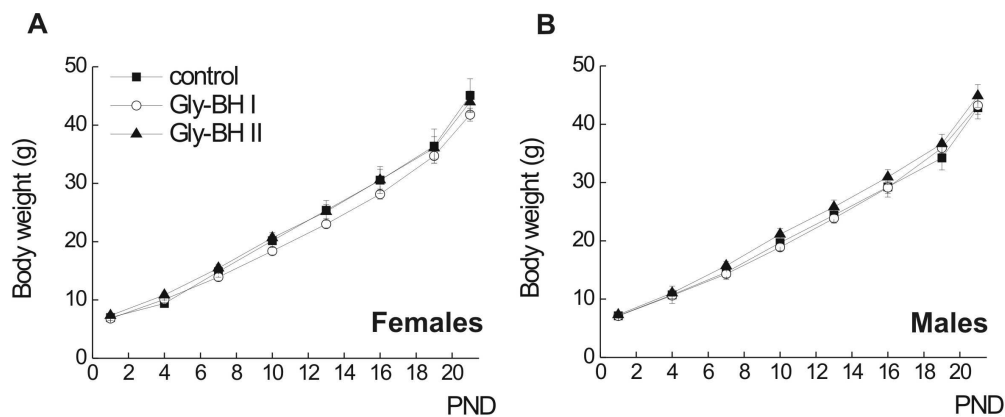 A
50
40
30
20
10
0
Body weight (g)
control
Gly-BH I
Gly-BH II
Females
0 2 4 6 8 10 12 14 16 18 20
PND
B
50
40
30
20
10
0
Body weight (g)
Males
0 2 4 6 8 10 12 14 16 18 20
PND